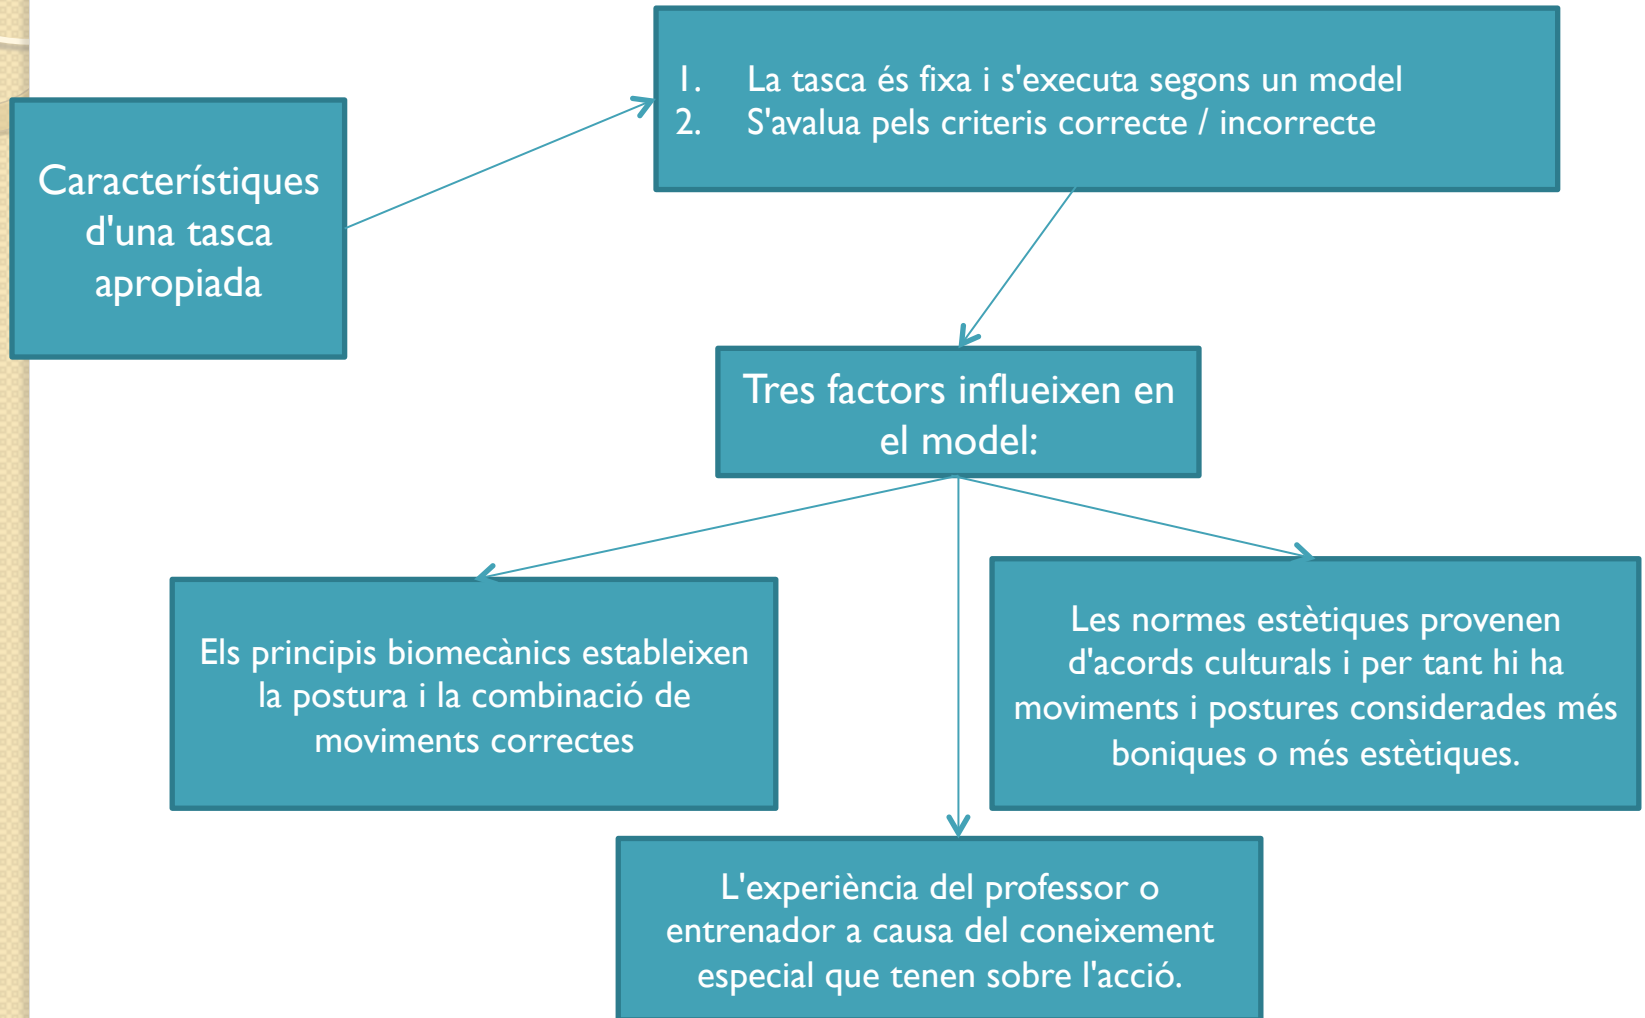 Característiques
d'una tasca
apropiada
1. La tasca és fixa i s'executa segons un model
2. S'avalua pels criteris correcte / incorrecte
Tres factors influeixen en
el model:
Els principis biomecànics estableixen
la postura i la combinació de
moviments correctes
Les normes estètiques provenen
d'acords culturals i per tant hi ha
moviments i postures considerades més
boniques o més estètiques.
L'experiència del professor o
entrenador a causa del coneixement
especial que tenen sobre l'acció.